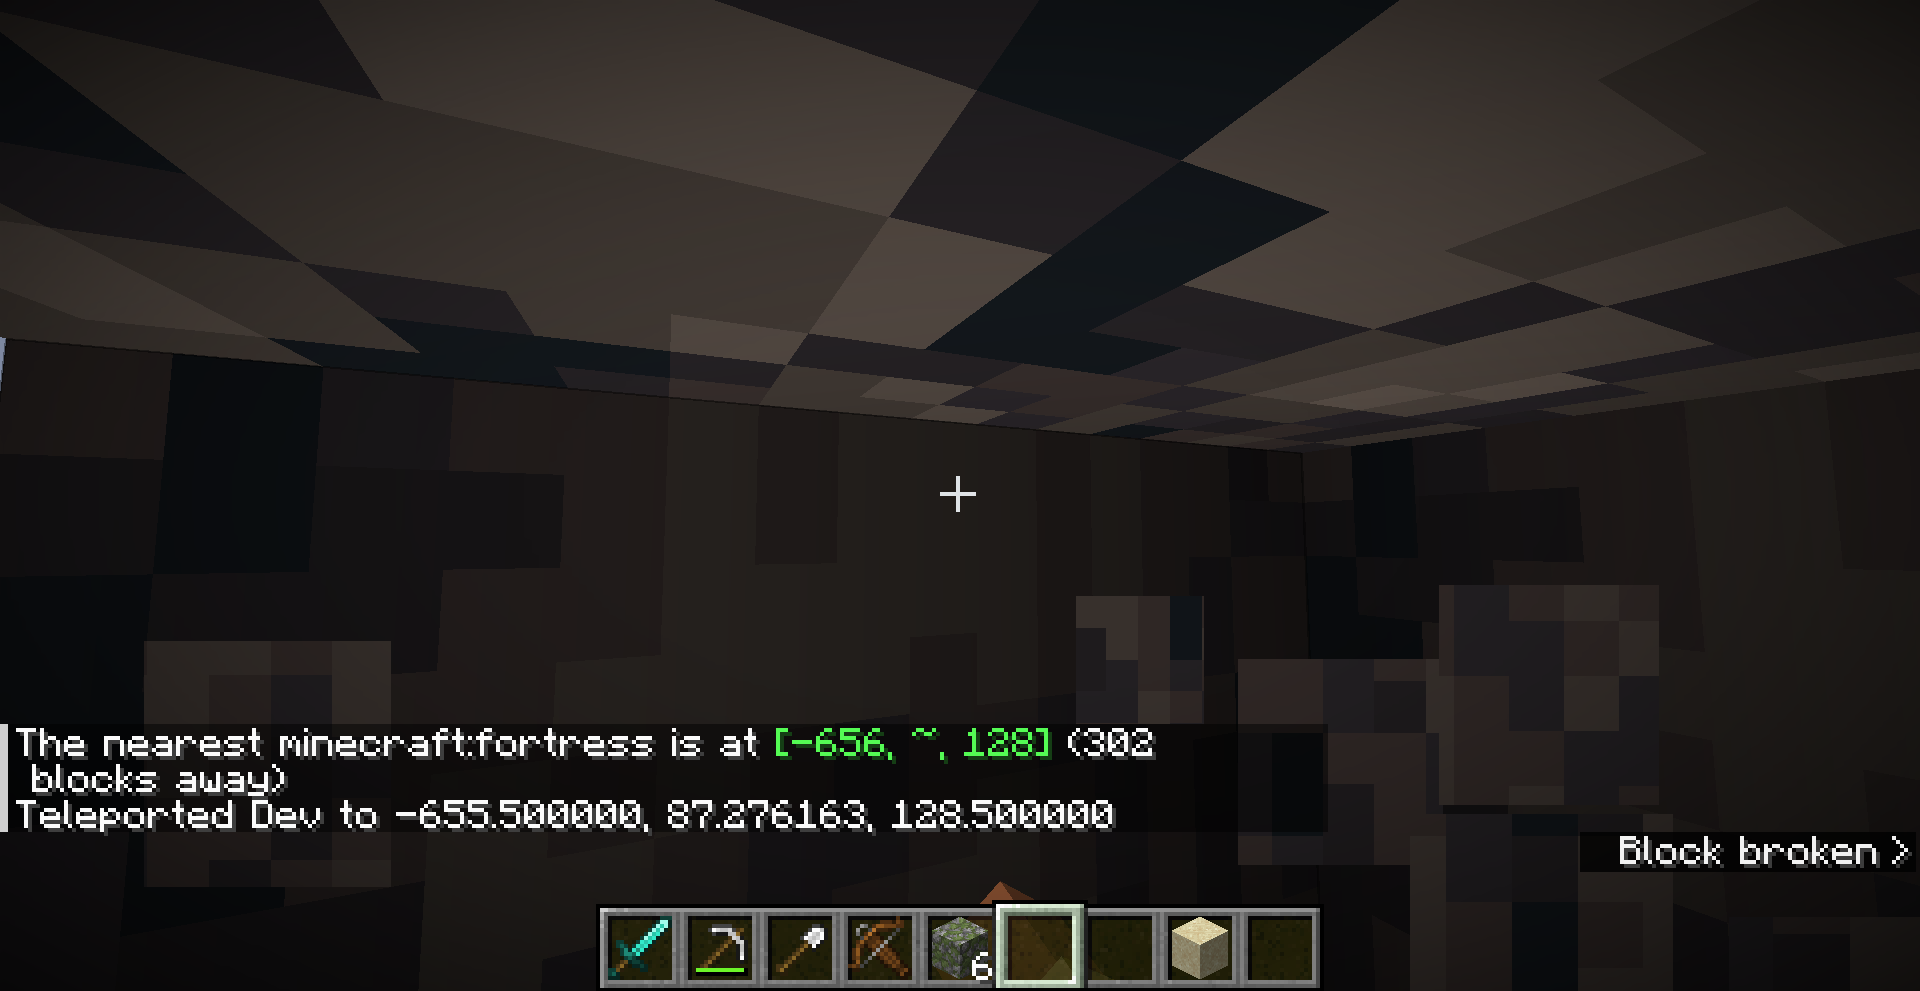 The nearest minecraft:fortress is at [-656, ~, 128] (302
blocks away)
Teleported Dev to -655.500000, 87.276163, 128.500000
Block broken >
6